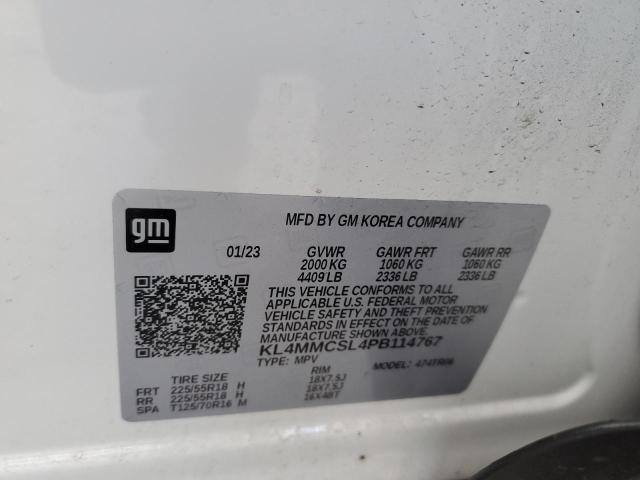 gm
MFD BY GM KOREA COMPANY
01/23 GVWR GAWR FRT GAWR RR
2000 KG 1060 KG 1060 KG
4409 LB 2336 LB 2336 LB
THIS VEHICLE CONFORMS TO ALL
APPLICABLE U.S. FEDERAL MOTOR
VEHICLE SAFETY AND THEFT PREVENTION
STANDARDS IN EFFECT ON THE DATE OF
MANUFACTURE SHOWN ABOVE.
KL4MMCSL4PB114767
TYPE: MPV MODEL:
TIRE SIZE RIM
FRT 225/55R18 H 18X7.5J
RR 225/55R18 H 18X7.5J
SPA T125/70R16 M 16X4BT